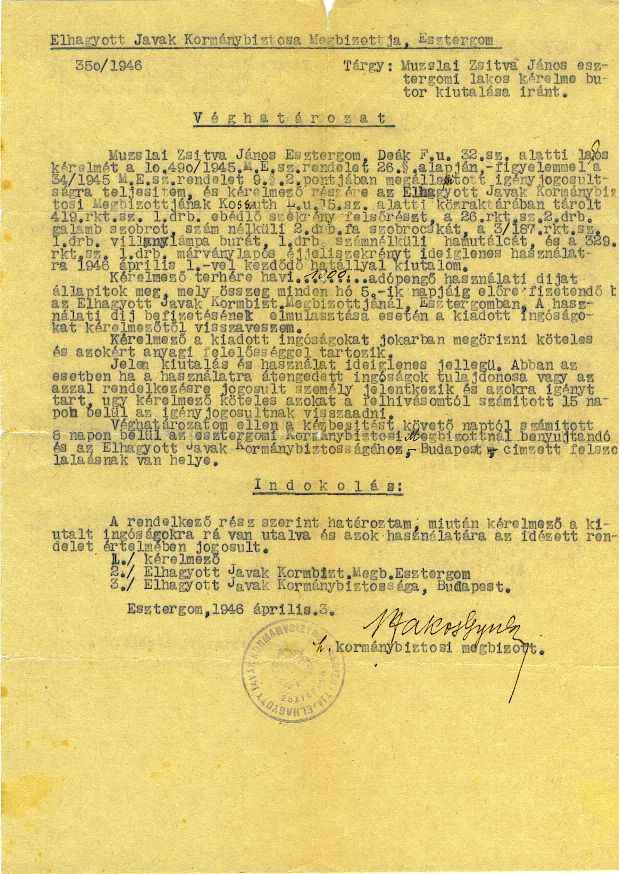 Elhagyott Javak Kormánybiztosa Megbizottja, Esztergom
35o/1946 Tárgy: Muzslai Zsitva János esz-
tergomi lakos kérelme bu-
tor kiutalása iránt.
Véghatározat
Muzslai Zsitva János Esztergom, Deák F.u. 32.sz. alatti lakos
kérelmét a 1o.49o/1945.M.E.sz.rendelet 26.§.alapján,-figyelemmel a
34/1945 M.E.sz.rendelet 9.§.2.pontjában megállapitott igényjogosult-
ságra teljesitem, és kérelmező részére az Elhagyott Javak Kormánybiz
tosi Megbizottjának Kossuth L.u.15.sz. alatti közraktárában tárolt
419.rkt.sz. 1.drb. ebédlő szekrény felsőrészt, a 26.rkt.sz.2.drb.
galamb szobrot, szám nélküli 2.drb.fa szobrocskát, a 3/187.rkt.sz.
1.drb. villanylámpa burát, 1.drb. számnélküli hamutálcát, és a 329.
rkt.sz. 1.drb. márványlapós éjjeliszekrényt ideiglenes használat-
ra 1946 április 1.-vel kezdődő hatállyal kiutalom.
Kérelmező terhére havi adópengő használati dijat
állapitok meg, mely összeg minden hó 5.-ik napjáig előre fizetendő b
az Elhagyott Javak Kormbizt.Megbizottjánál Esztergomban. A hasz-
nálati dij befizetésének elmulasztása esetén a kiadott ingóságo-
kat kérelmezőtől visszaveszem.
Kérelmező a kiadott ingóságokat jokarban megőrizni köteles
és azokért anyagi felelősséggel tartozik.
Jelen kiutalás és használat ideiglenes jellegü. Abban az
esetben ha a használatra átengedett ingóságok tulajdonosa vagy az
azzal rendelkezésre jogosult személy jelentkezik és azokra igényt
tart, ugy kérelmező köteles azokat a felhivásomtól számitott 15 na-
pon belül az igényjogosultnak visszaadni.
Véghatározatom ellen a kézbesitést követő naptól számitott
8 napon belül az esztergomi Kormánybiztosi Megbizottnál benyujtandó
és az Elhagyott Javak Kormánybiztosságához,- Budapest - cimzett felszó
lalaásnak van helye.
Indokolás:
A rendelkező rész szerint határoztam, miután kérelmező a ki-
utalt ingóságokra rá van utalva és azok használatára az idézett ren-
delet értelmében jogosult.
1./ kérelmező
2./ Elhagyott Javak Kormbizt.Megb.Esztergom
3./ Elhagyott Javak Kormánybiztossága, Budapest.
Esztergom,1946 április.3.
Rákos Gyula
h. kormánybiztosi megbizott.